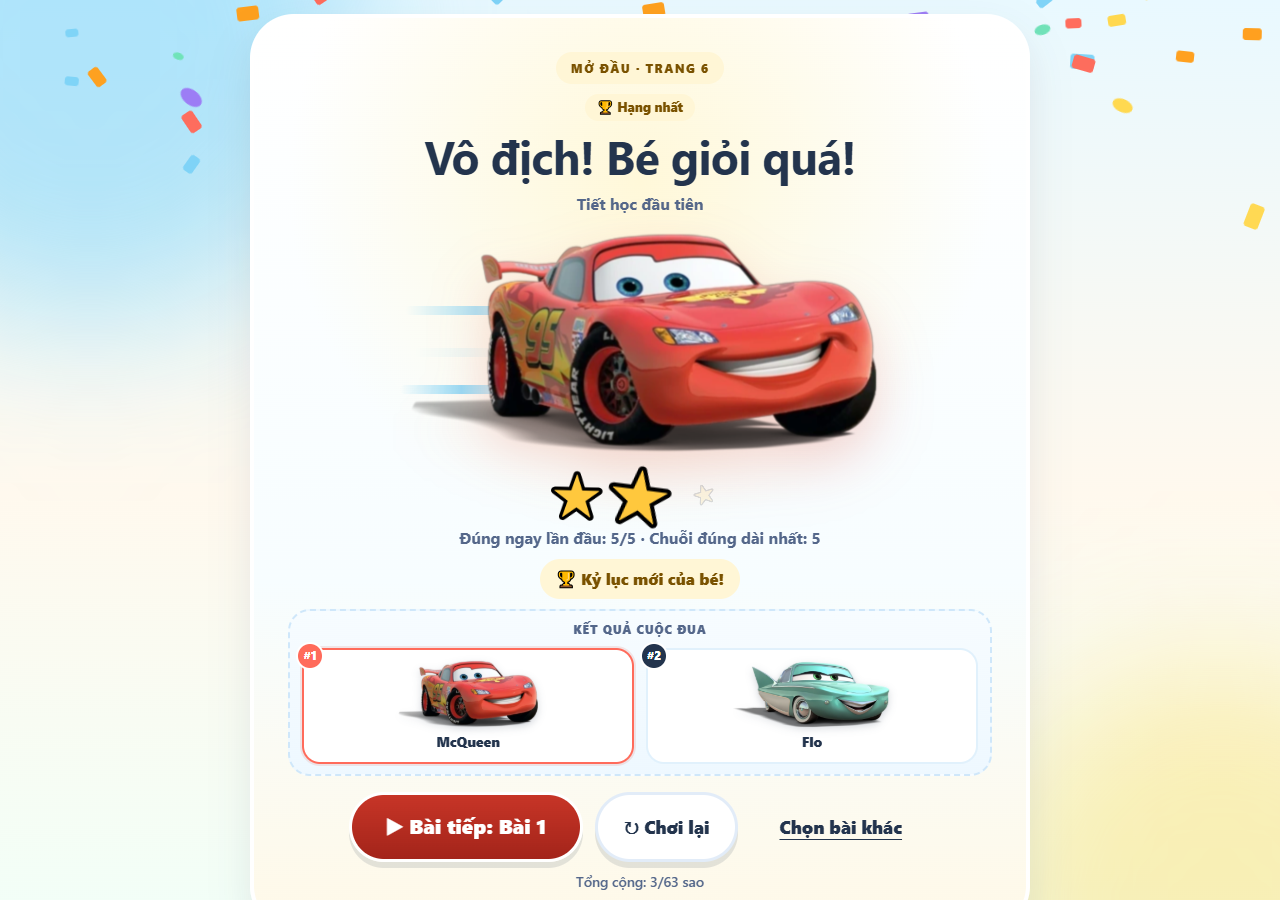 MỞ ĐẦU · TRANG 6
🏆 Hạng nhất
Vô địch! Bé giỏi quá!
Tiết học đầu tiên
95
LIGHTYEAR
Đúng ngay lần đầu: 5/5 · Chuỗi đúng dài nhất: 5
🏆 Kỷ lục mới của bé!
KẾT QUẢ CUỘC ĐUA
#1
McQueen
#2
Flo
▶ Bài tiếp: Bài 1
↻ Chơi lại
Chọn bài khác
Tổng cộng: 3/63 sao